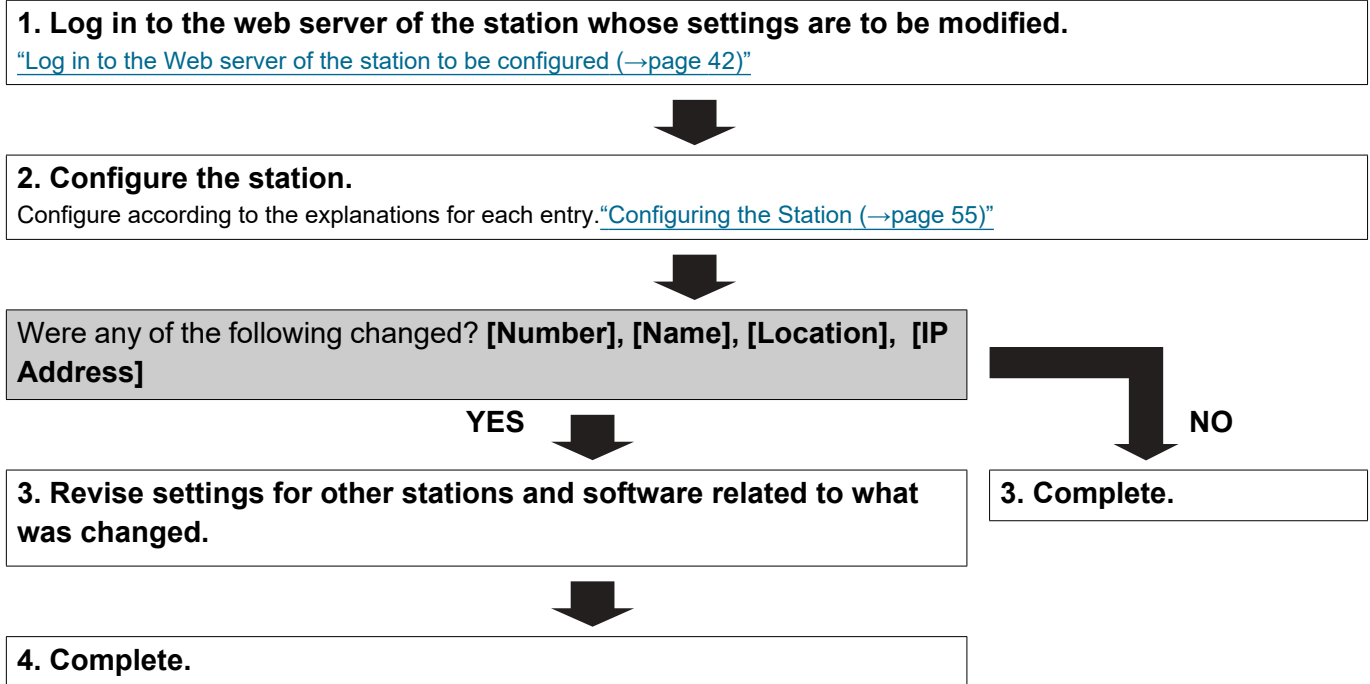 1. Log in to the web server of the station whose settings are to be modified.
“Log in to the Web server of the station to be configured (→page 42)”
2. Configure the station.
Configure according to the explanations for each entry.“Configuring the Station (→page 55)”
Were any of the following changed? [Number], [Name], [Location], [IP
Address]
YES
NO
3. Revise settings for other stations and software related to what
was changed.
3. Complete.
4. Complete.